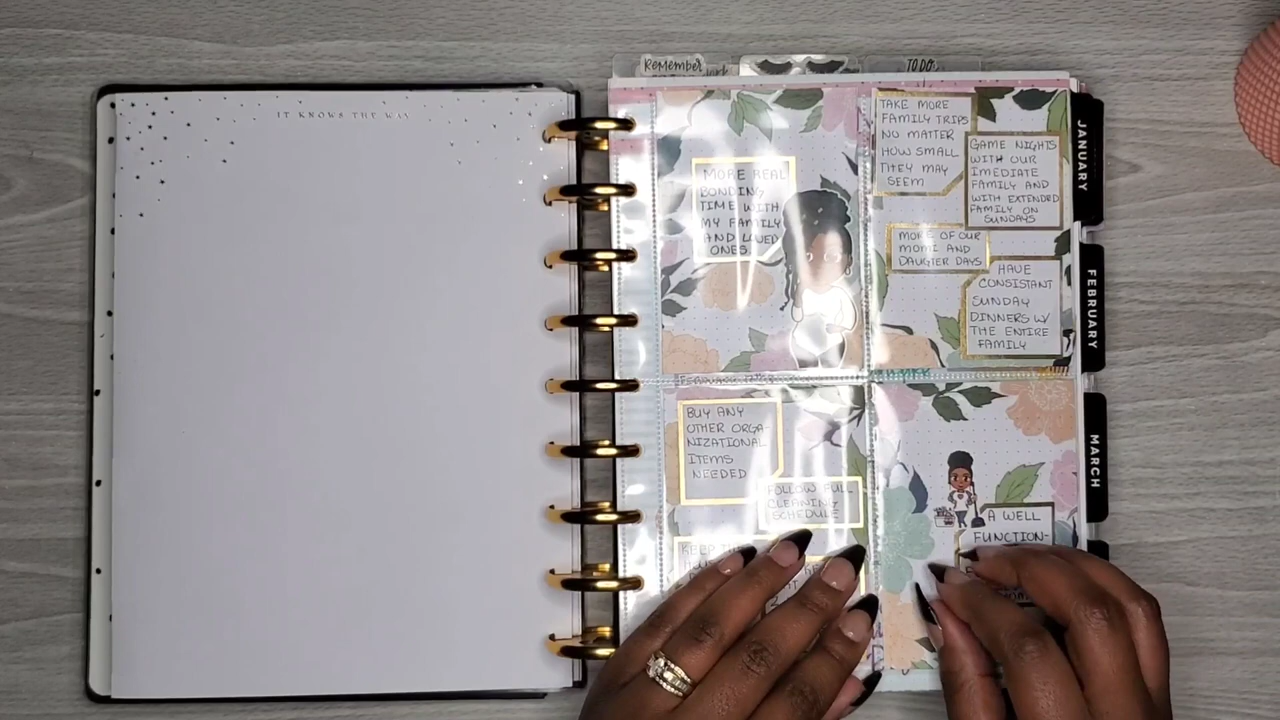 IT KNOWS THE WAY
REMEMBER
TO DO
MORE REAL
BONDING
TIME WITH
MY FAMILY
AND LOVED
ONES
TAKE MORE
FAMILY TRIPS
NO MATTER
HOW SMALL
THEY MAY
SEEM
GAME NIGHTS
WITH OUR
IMEDIATE
FAMILY AND
WITH EXTENDED
FAMILY ON
SUNDAYS
MORE OF OUR
MOMI AND
DAUGTER DAYS
HAVE
CONSISTANT
SUNDAY
DINNERS W/
THE ENTIRE
FAMILY
BUY ANY
OTHER ORGA-
NIZATIONAL
ITEMS
NEEDED
FOLLOW FULL
CLEANING
SCHEDULE
KEEP
A WELL
FUNCTION-
JANUARY
FEBRUARY
MARCH